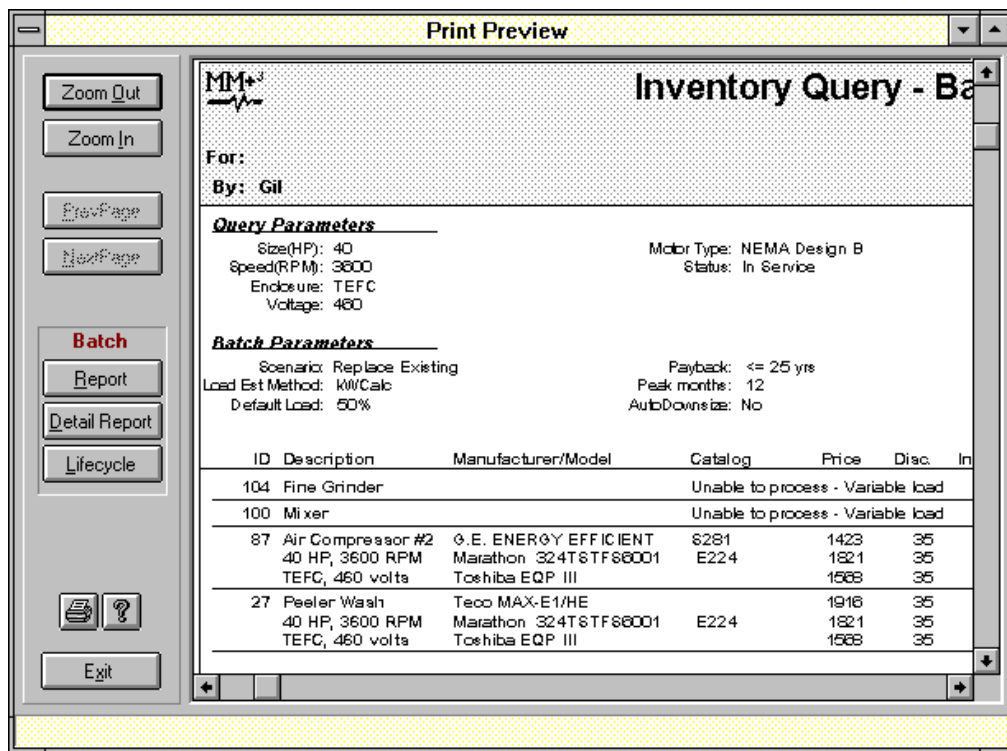 Print Preview
Zoom Out
Zoom In
PrevPage
NextPage
Batch
Report
Detail Report
Lifecycle
Exit
MM+3
Inventory Query - Ba
For:
By: Gil
Query Parameters
Size(HP): 40 Motor Type: NEMA Design B
Speed(RPM): 3600 Status: In Service
Enclosure: TEFC
Voltage: 460
Batch Parameters
Scenario: Replace Existing Payback: <= 25 yrs
Load Est Method: kWCalc Peak months: 12
Default Load: 50% AutoDownsize: No
ID Description Manufacturer/Model Catalog Price Disc. In
104 Fine Grinder Unable to process - Variable load
100 Mixer Unable to process - Variable load
87 Air Compressor #2 G.E. ENERGY EFFICIENT S281 1423 35
40 HP, 3600 RPM Marathon 324TSTFS6001 E224 1821 35
TEFC, 460 volts Toshiba EQP III 1568 35
27 Peeler Wash Teco MAX-E1/HE 1916 35
40 HP, 3600 RPM Marathon 324TSTFS6001 E224 1821 35
TEFC, 460 volts Toshiba EQP III 1568 35